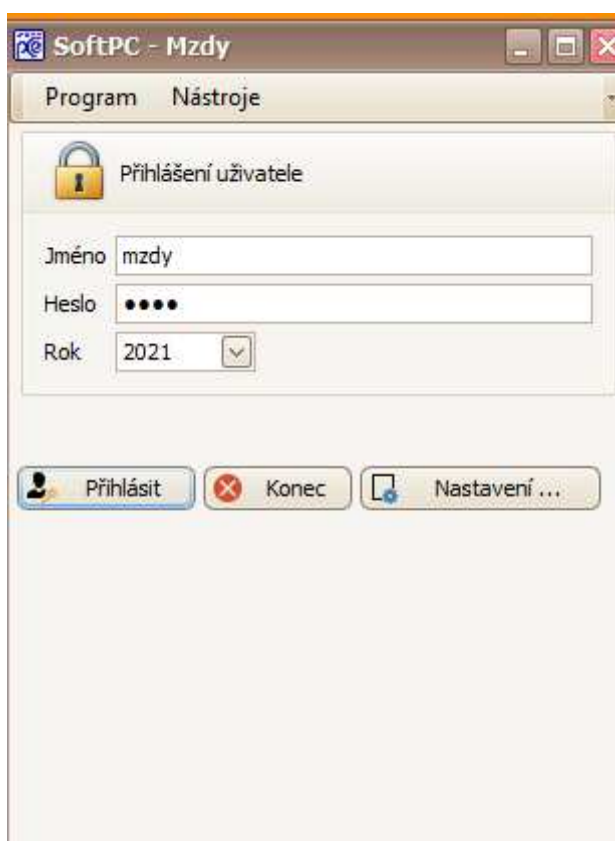 SoftPC - Mzdy
Program Nástroje
Přihlášení uživatele
Jméno mzdy
Heslo ••••
Rok 2021
Přihlásit Konec Nastavení ...